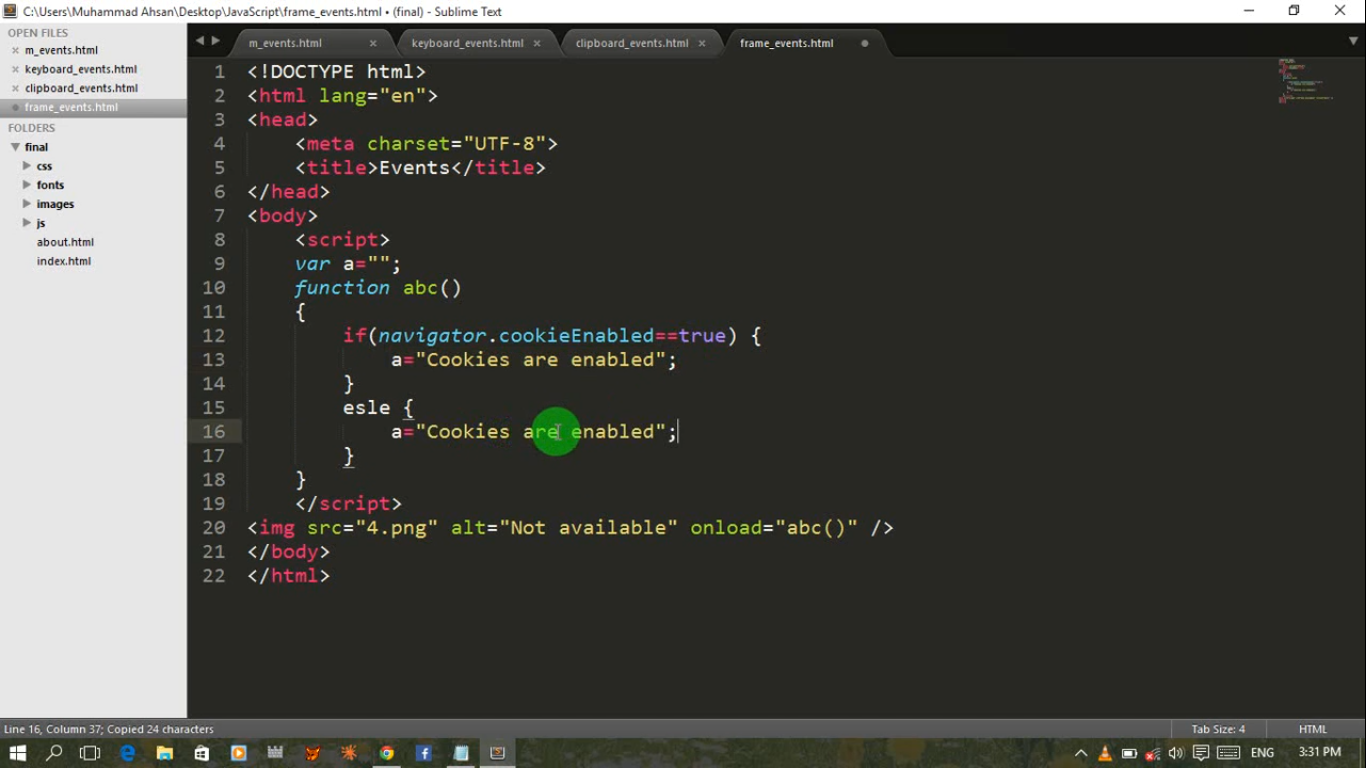 C:\Users\Muhammad Ahsan\Desktop\JavaScript\frame_events.html • (final) - Sublime Text
OPEN FILES
m_events.html
keyboard_events.html
clipboard_events.html
frame_events.html
FOLDERS
final
css
fonts
images
js
about.html
index.html
m_events.html
keyboard_events.html
clipboard_events.html
frame_events.html
1 <!DOCTYPE html>
2 <html lang="en">
3 <head>
4 <meta charset="UTF-8">
5 <title>Events</title>
6 </head>
7 <body>
8 <script>
9 var a="";
10 function abc()
11 {
12 if(navigator.cookieEnabled==true) {
13 a="Cookies are enabled";
14 }
15 esle {
16 a="Cookies are enabled";
17 }
18 }
19 </script>
20 <img src="4.png" alt="Not available" onload="abc()" />
21 </body>
22 </html>
Line 16, Column 37; Copied 24 characters
Tab Size: 4
HTML
ENG
3:31 PM